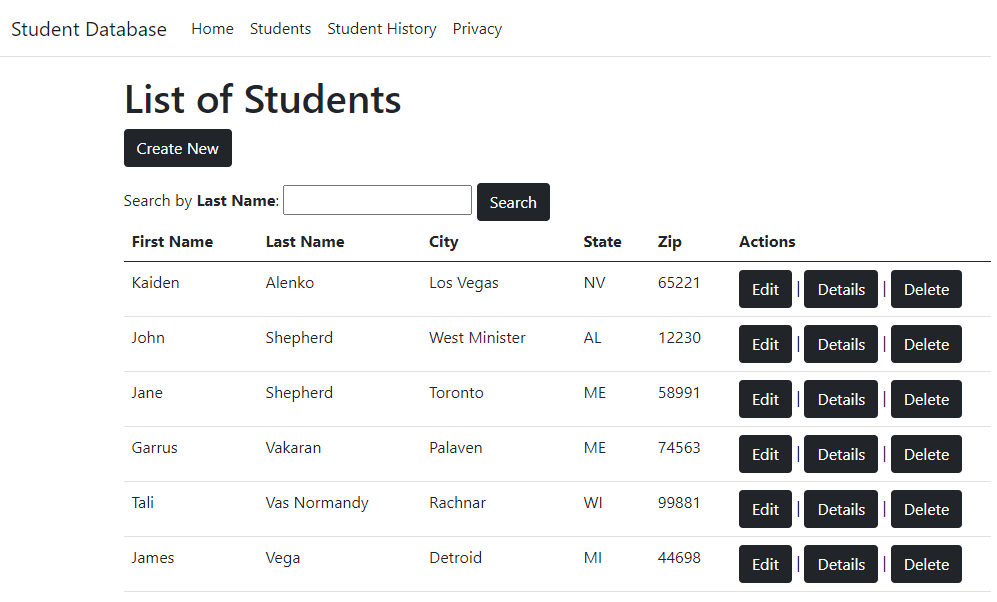 Student Database Home Students Student History Privacy
List of Students
Create New
Search by Last Name: Search
First Name Last Name City State Zip Actions
Kaiden Alenko Los Vegas NV 65221 Edit | Details | Delete
John Shepherd West Minister AL 12230 Edit | Details | Delete
Jane Shepherd Toronto ME 58991 Edit | Details | Delete
Garrus Vakaran Palaven ME 74563 Edit | Details | Delete
Tali Vas Normandy Rachnar WI 99881 Edit | Details | Delete
James Vega Detroid MI 44698 Edit | Details | Delete